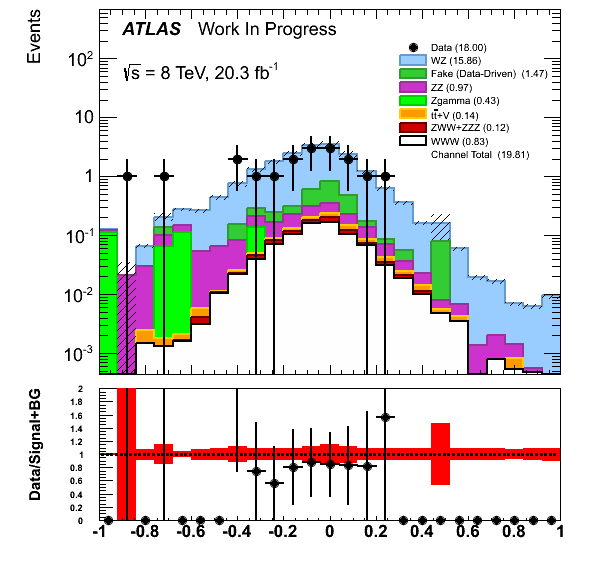 Events
ATLAS Work In Progress
√s = 8 TeV, 20.3 fb⁻¹
Data (18.00)
WZ (15.86)
Fake (Data-Driven) (1.47)
ZZ (0.97)
Zgamma (0.43)
tt̄+V (0.14)
ZWW+ZZZ (0.12)
WWW (0.83)
Channel Total (19.81)
10²
10
1
10⁻¹
10⁻²
10⁻³
Data/Signal+BG
2
1.8
1.6
1.4
1.2
1
0.8
0.6
0.4
0.2
0
-1 -0.8 -0.6 -0.4 -0.2 0 0.2 0.4 0.6 0.8 1